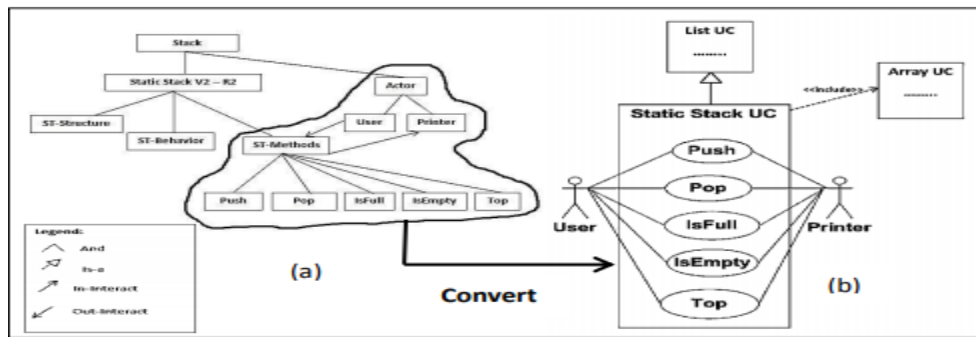 Stack
Static Stack V2 – R2
Actor
User
Printer
ST-Structure
ST-Behavior
ST-Methods
Push
Pop
IsFull
IsEmpty
Top
Legend:
And
Is-a
In-Interact
Out-Interact
(a)
Convert
List UC
........
Array UC
........
<<Include>>
Static Stack UC
Push
Pop
IsFull
IsEmpty
Top
User
Printer
(b)